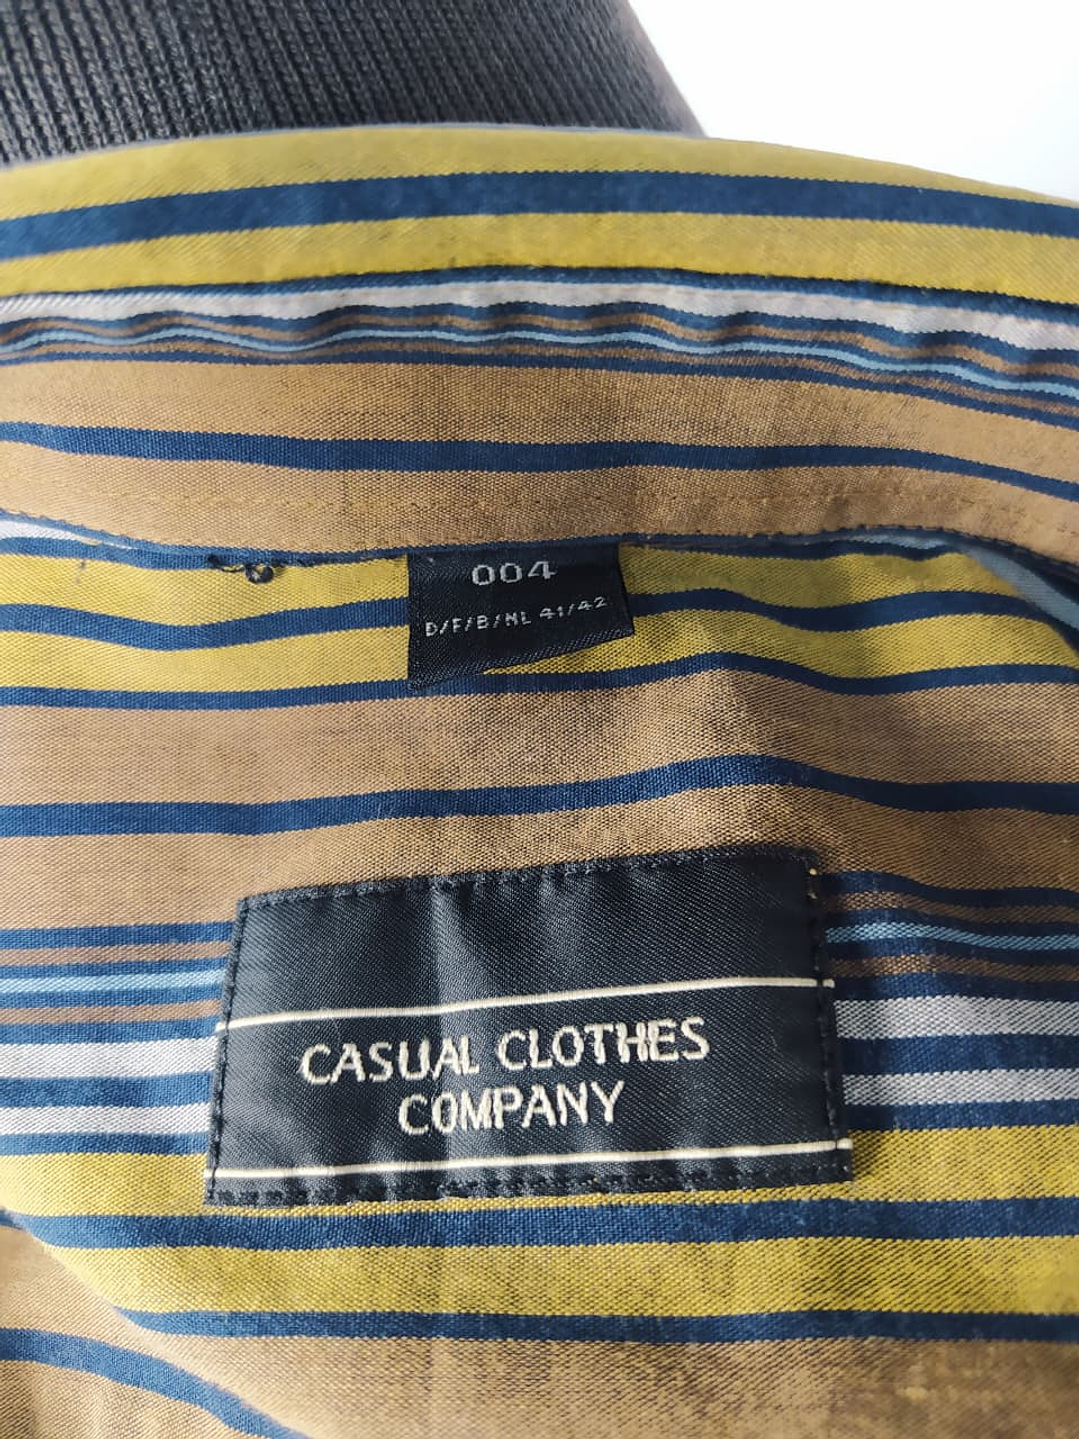 004
D/F/B/NL 41/42
CASUAL CLOTHES
COMPANY